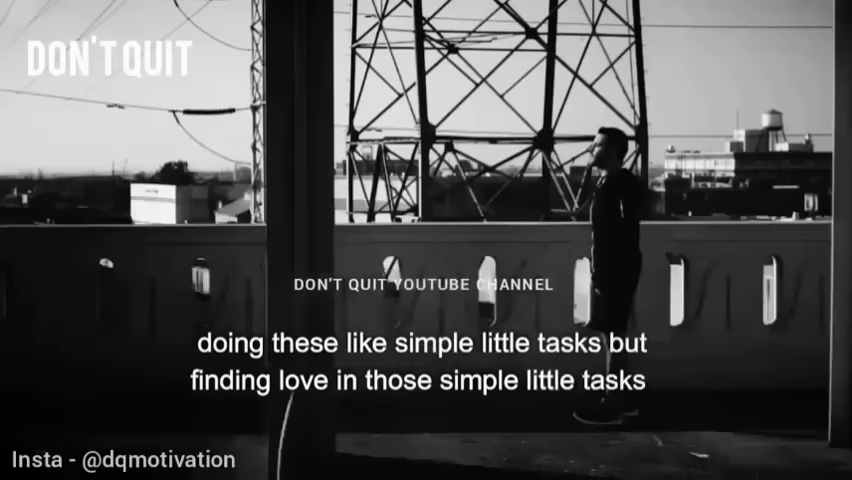 DON'T QUIT
DON'T QUIT YOUTUBE CHANNEL
doing these like simple little tasks but
finding love in those simple little tasks
Insta - @dqmotivation